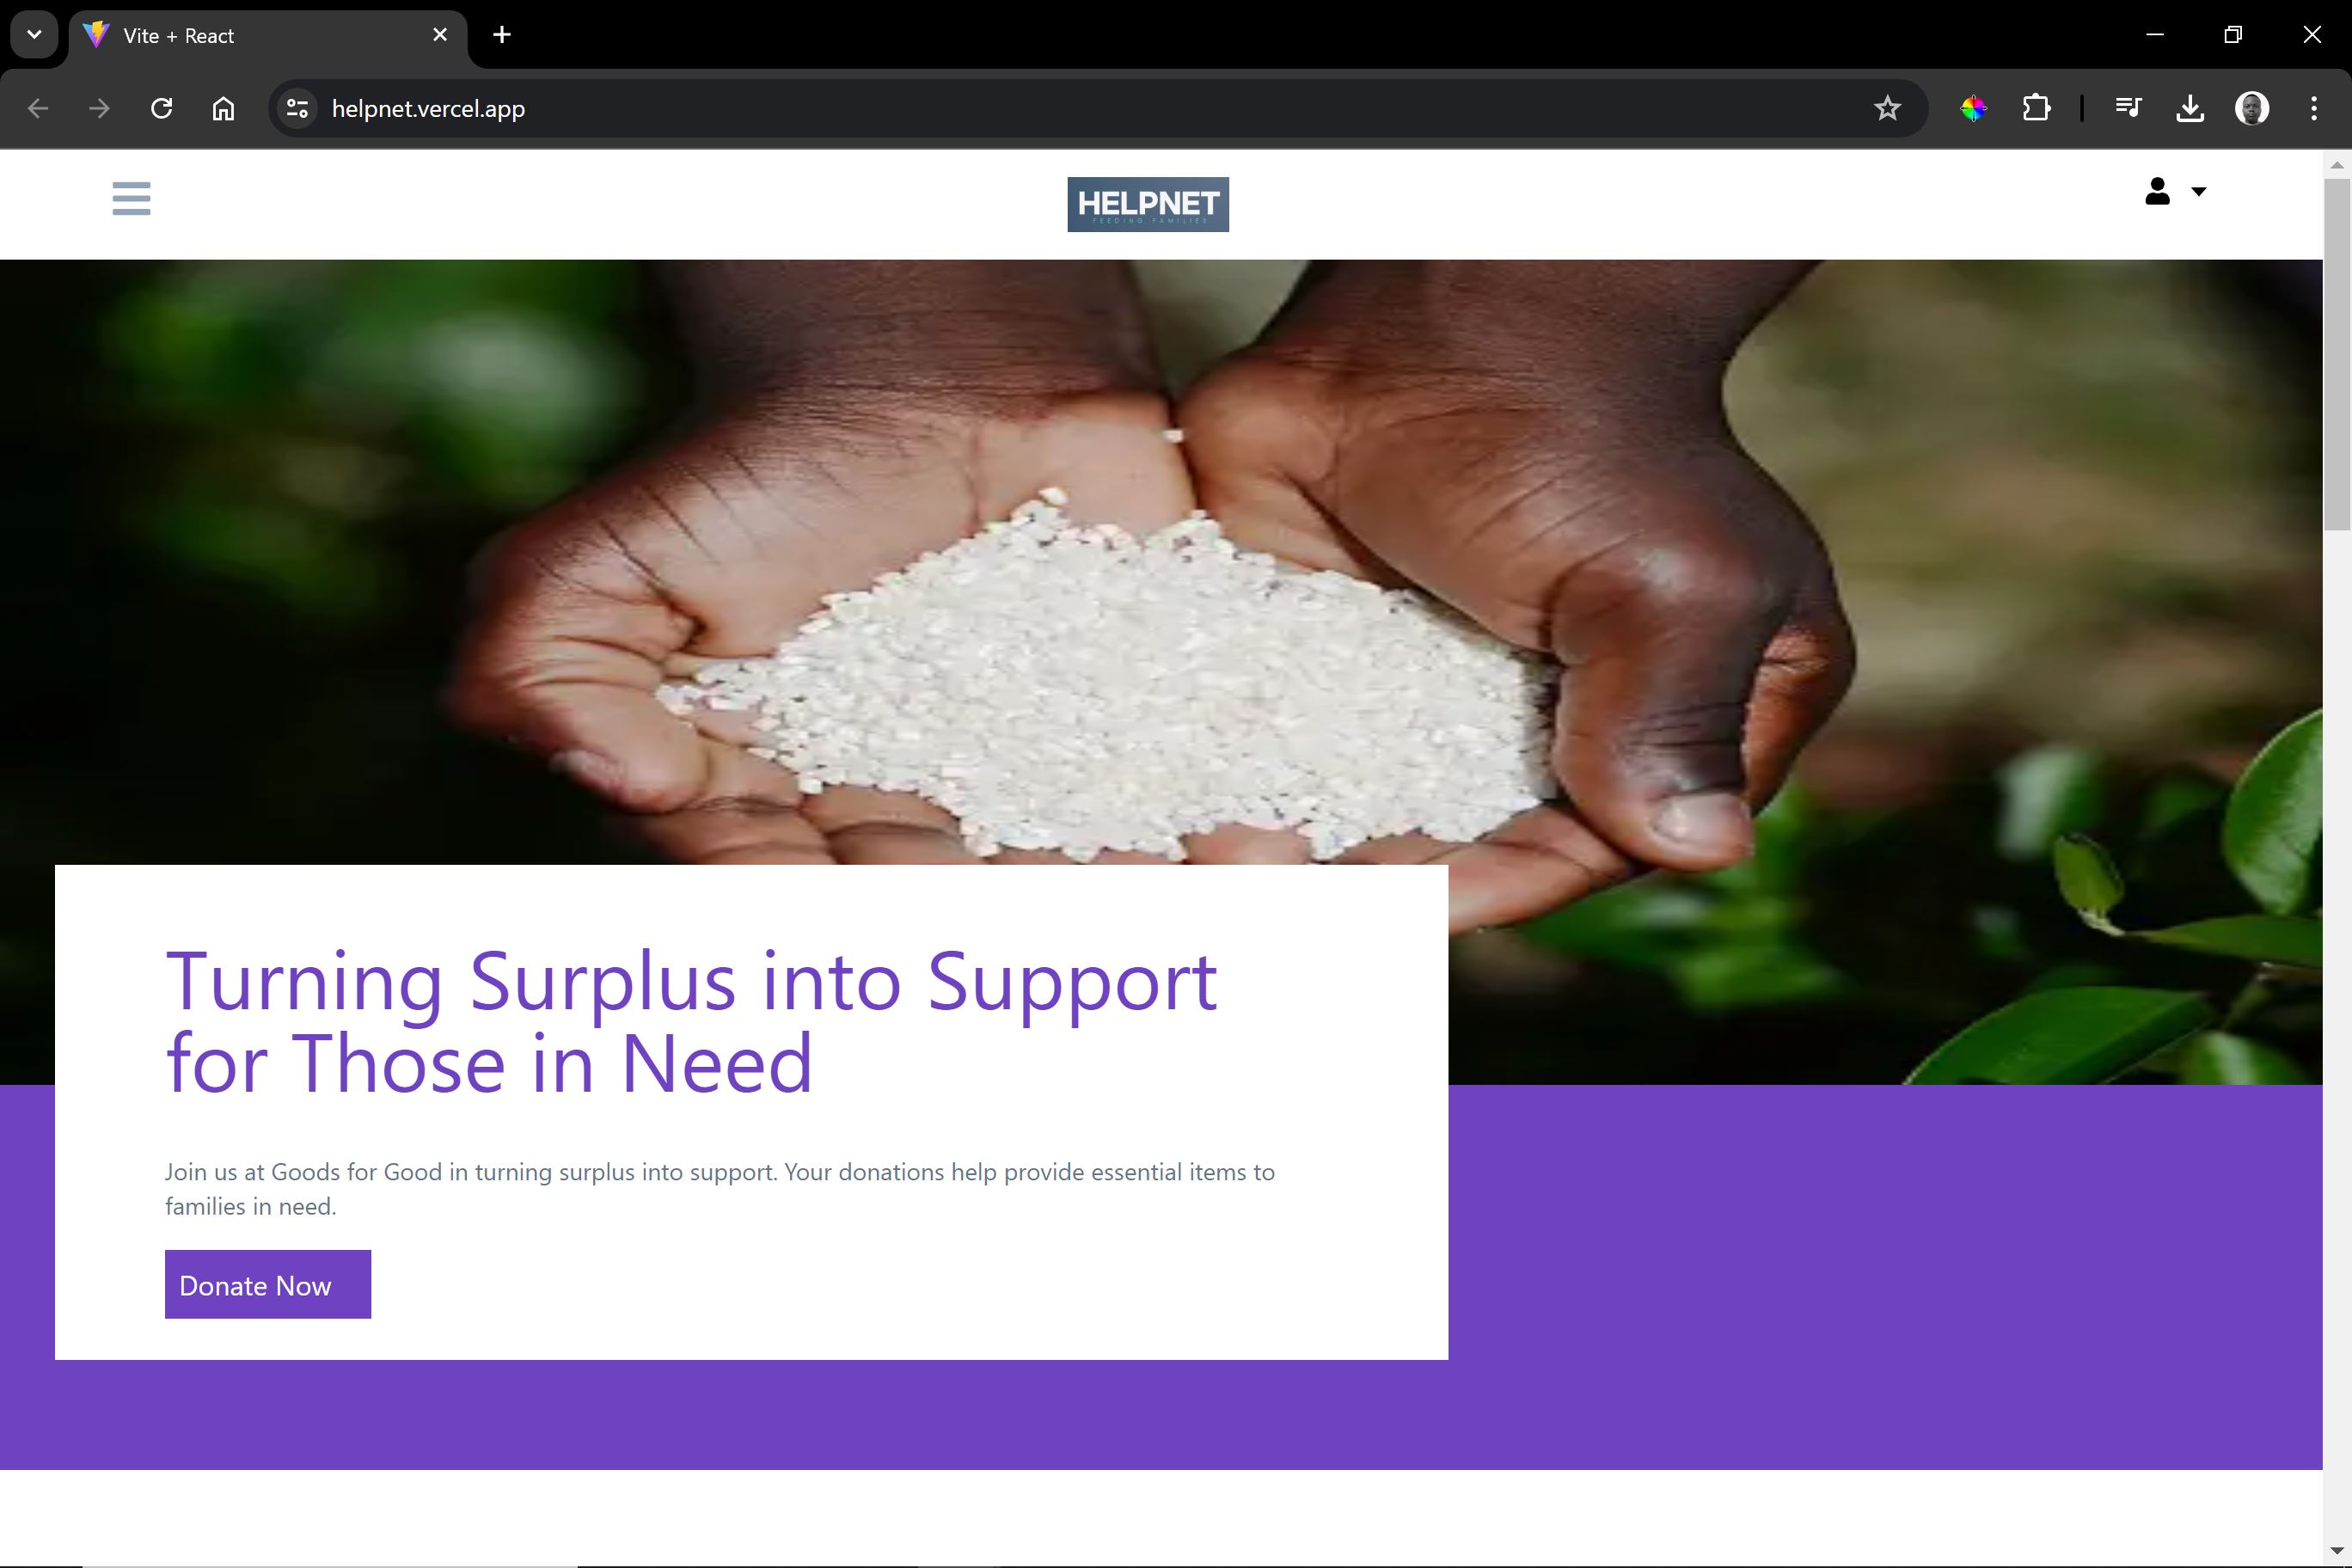 Vite + React
helpnet.vercel.app
HELPNET
FEEDING FAMILIES
Turning Surplus into Support
for Those in Need
Join us at Goods for Good in turning surplus into support. Your donations help provide essential items to
families in need.
Donate Now